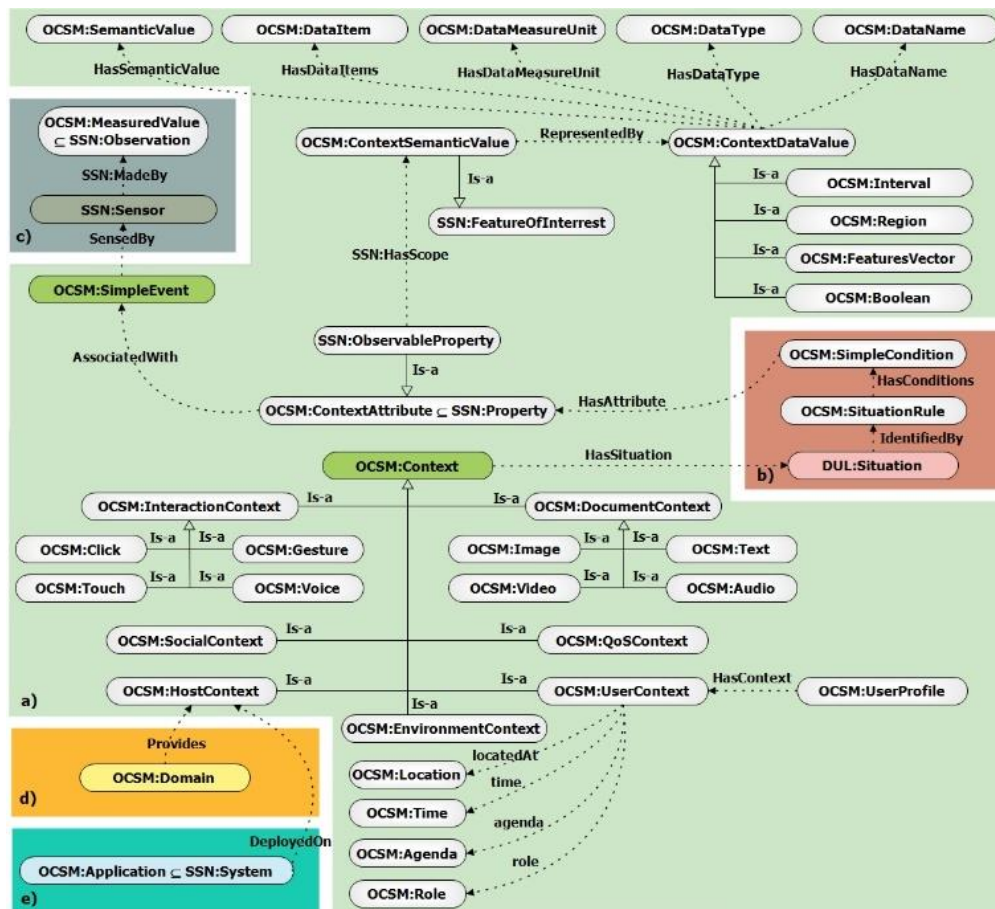 OCSM:SemanticValue
OCSM:DataItem
OCSM:DataMeasureUnit
OCSM:DataType
OCSM:DataName
HasSemanticValue
HasDataItems
HasDataMeasureUnit
HasDataType
HasDataName
OCSM:MeasuredValue
⊆ SSN:Observation
SSN:MadeBy
SSN:Sensor
c)
SensedBy
OCSM:SimpleEvent
AssociatedWith
OCSM:ContextSemanticValue
RepresentedBy
OCSM:ContextDataValue
Is-a
SSN:FeatureOfInterrest
SSN:HasScope
Is-a
OCSM:Interval
Is-a
OCSM:Region
Is-a
OCSM:FeaturesVector
Is-a
OCSM:Boolean
SSN:ObservableProperty
Is-a
OCSM:ContextAttribute ⊆ SSN:Property
HasAttribute
OCSM:SimpleCondition
HasConditions
OCSM:SituationRule
IdentifiedBy
DUL:Situation
b)
OCSM:Context
HasSituation
OCSM:InteractionContext
Is-a
Is-a
OCSM:DocumentContext
OCSM:Click
Is-a
Is-a
OCSM:Gesture
OCSM:Image
Is-a
Is-a
OCSM:Text
OCSM:Touch
Is-a
Is-a
OCSM:Voice
OCSM:Video
Is-a
Is-a
OCSM:Audio
OCSM:SocialContext
Is-a
Is-a
OCSM:QoSContext
a)
OCSM:HostContext
Is-a
Is-a
OCSM:UserContext
HasContext
OCSM:UserProfile
Is-a
OCSM:EnvironmentContext
Provides
OCSM:Domain
d)
locatedAt
OCSM:Location
time
OCSM:Time
agenda
OCSM:Agenda
role
OCSM:Role
DeployedOn
OCSM:Application ⊆ SSN:System
e)